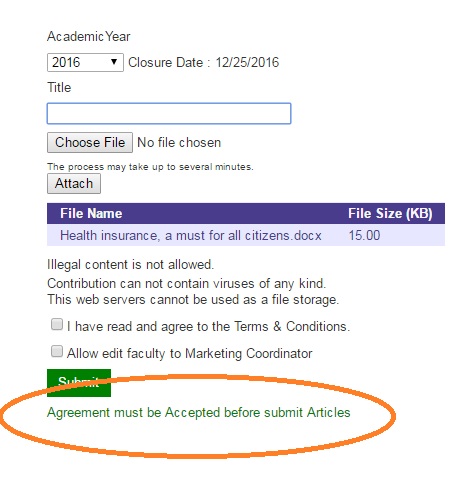 AcademicYear
2016 Closure Date : 12/25/2016
Title
Choose File No file chosen
The process may take up to several minutes.
Attach
File Name File Size (KB)
Health insurance, a must for all citizens.docx 15.00
Illegal content is not allowed.
Contribution can not contain viruses of any kind.
This web servers cannot be used as a file storage.
I have read and agree to the Terms & Conditions.
Allow edit faculty to Marketing Coordinator
Submit
Agreement must be Accepted before submit Articles